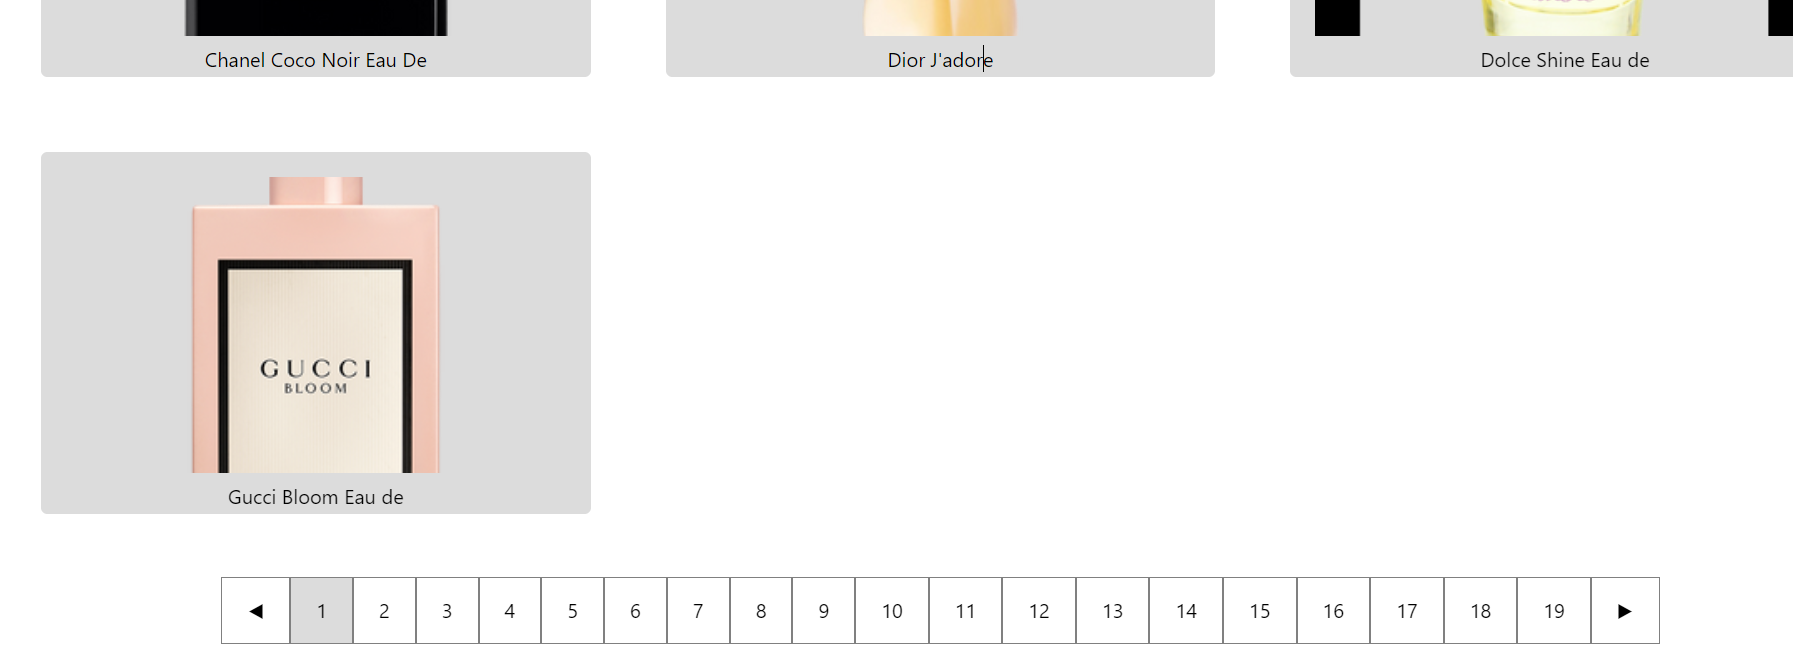 Chanel Coco Noir Eau De
Dior J'adore
Dolce Shine Eau de
GUCCI
BLOOM
Gucci Bloom Eau de
◀ 1 2 3 4 5 6 7 8 9 10 11 12 13 14 15 16 17 18 19 ▶